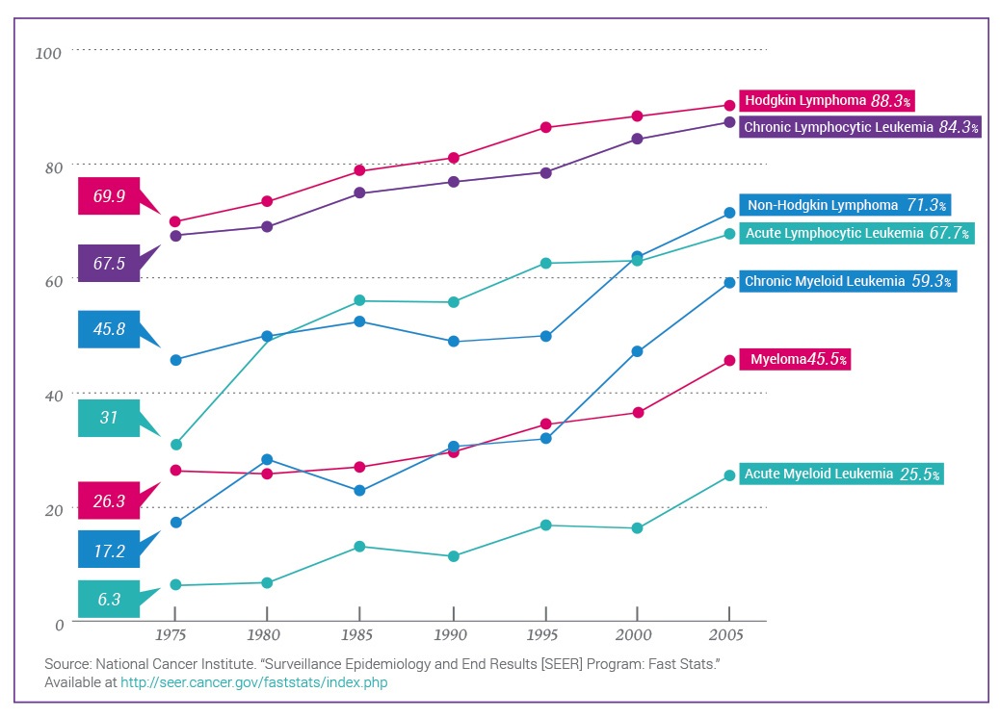 100
80
60
40
20
0
69.9
67.5
45.8
31
26.3
17.2
6.3
Hodgkin Lymphoma 88.3%
Chronic Lymphocytic Leukemia 84.3%
Non-Hodgkin Lymphoma 71.3%
Acute Lymphocytic Leukemia 67.7%
Chronic Myeloid Leukemia 59.3%
Myeloma45.5%
Acute Myeloid Leukemia 25.5%
1975 1980 1985 1990 1995 2000 2005
Source: National Cancer Institute. “Surveillance Epidemiology and End Results [SEER] Program: Fast Stats.”
Available at http://seer.cancer.gov/faststats/index.php